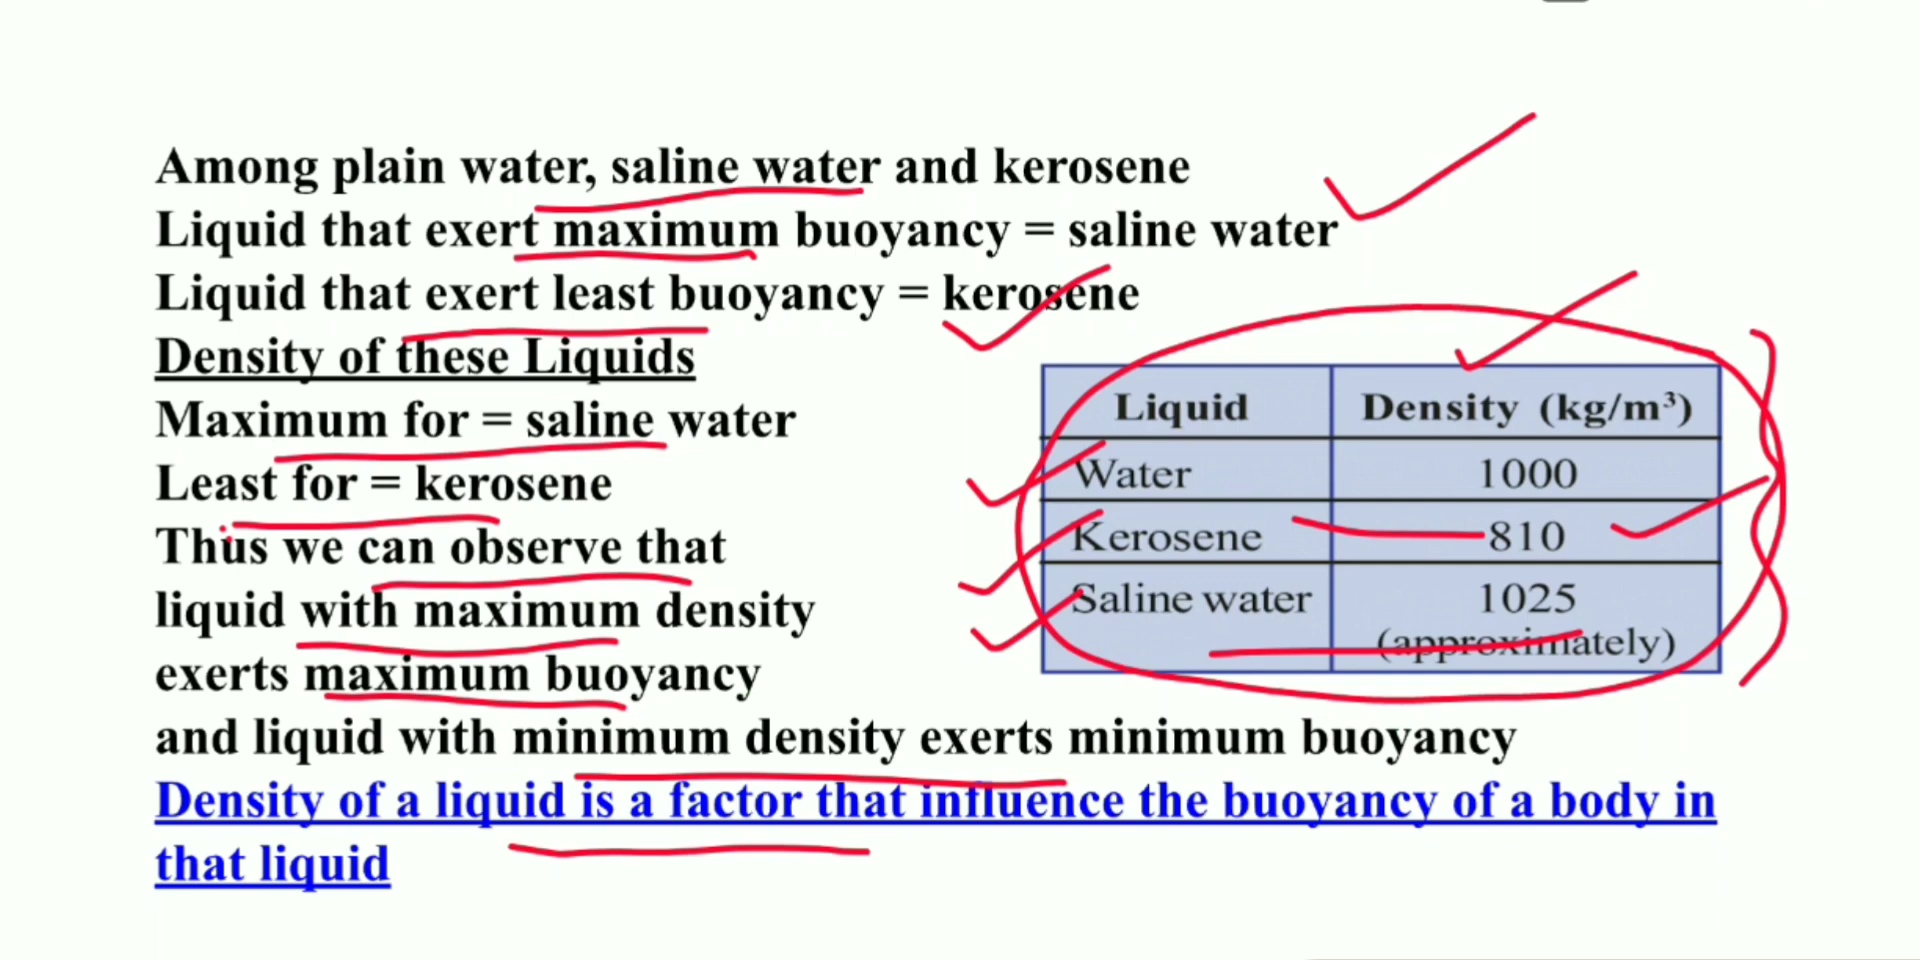 Among plain water, saline water and kerosene
Liquid that exert maximum buoyancy = saline water
Liquid that exert least buoyancy = kerosene
Density of these Liquids
Maximum for = saline water
Least for = kerosene
Thus we can observe that
liquid with maximum density
exerts maximum buoyancy
and liquid with minimum density exerts minimum buoyancy
Density of a liquid is a factor that influence the buoyancy of a body in
that liquid
Liquid Density (kg/m³)
Water 1000
Kerosene 810
Saline water 1025
(approximately)